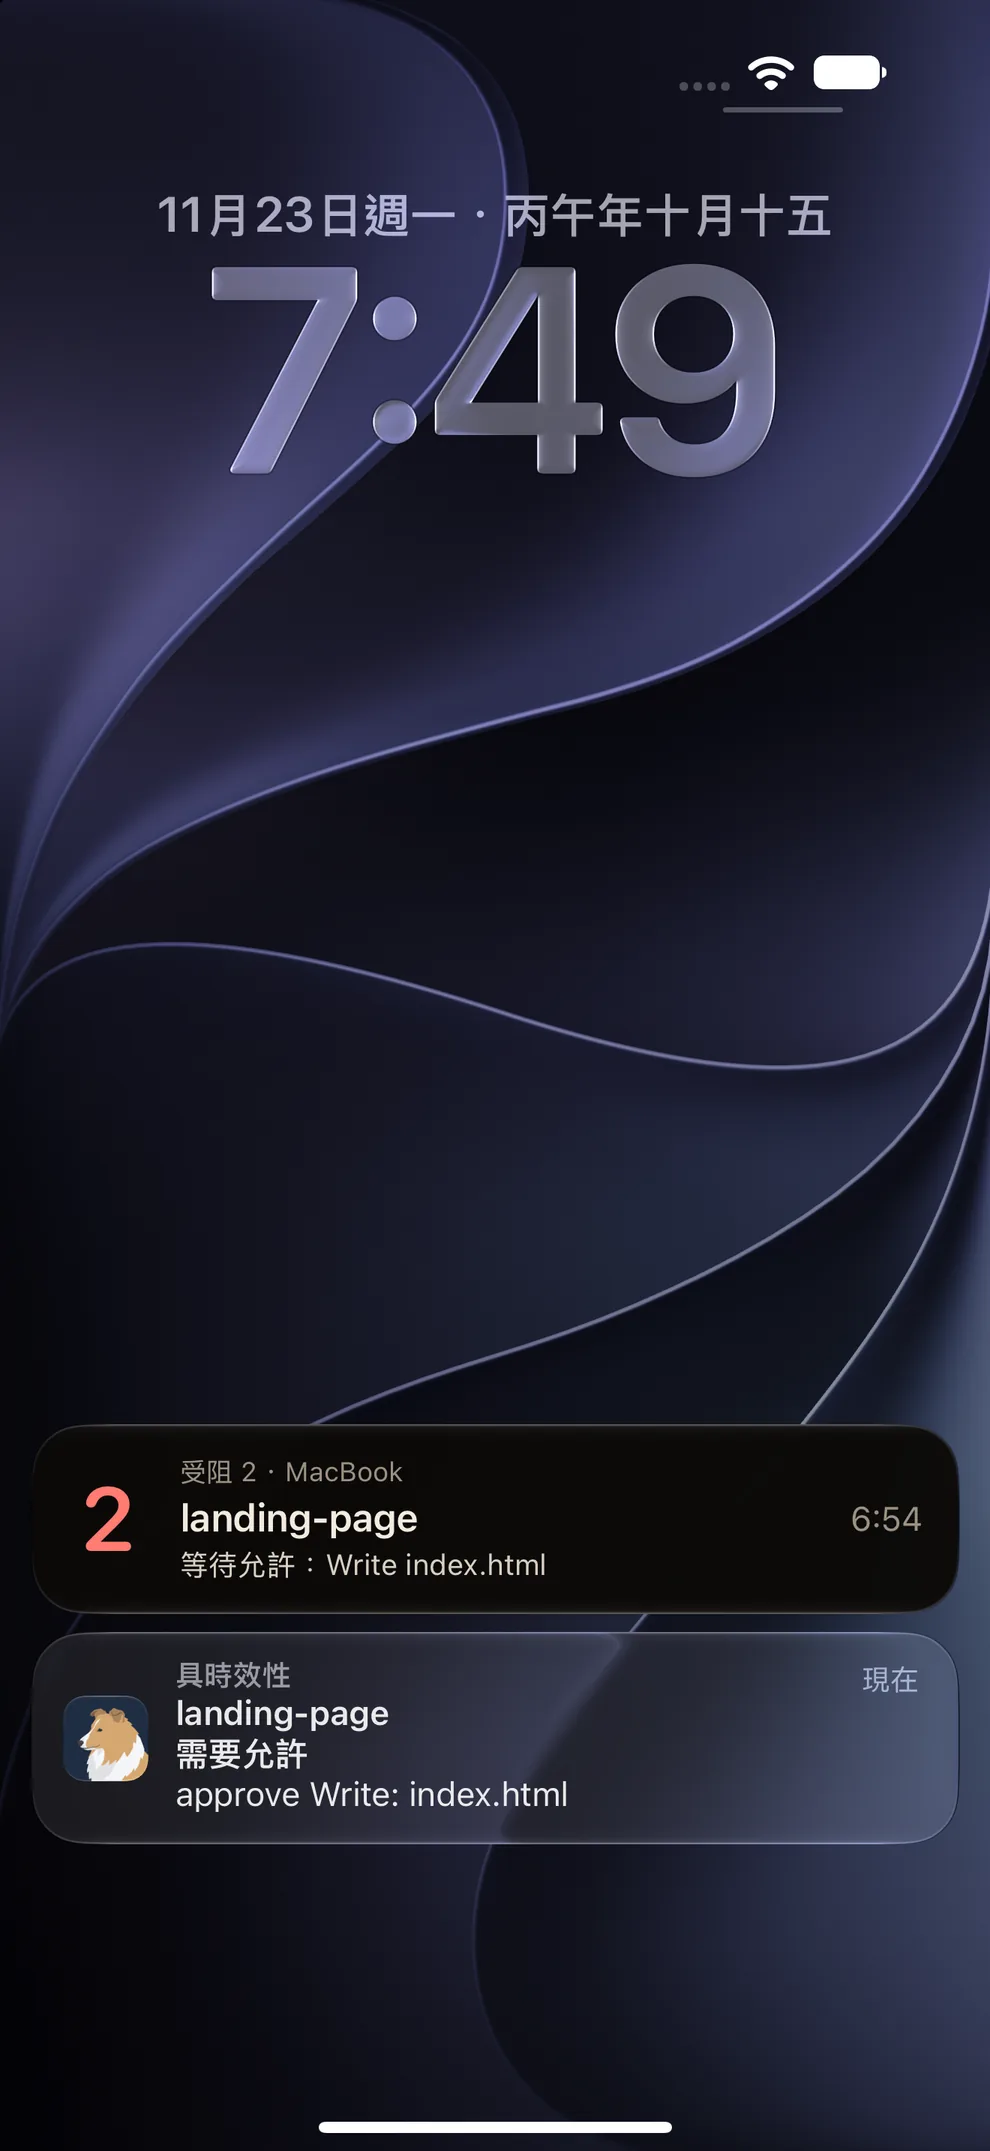 11月23日週一 · 丙午年十月十五
7:49
受阻 2 · MacBook
2
landing-page
6:54
等待允許：Write index.html
具時效性
現在
landing-page
需要允許
approve Write: index.html